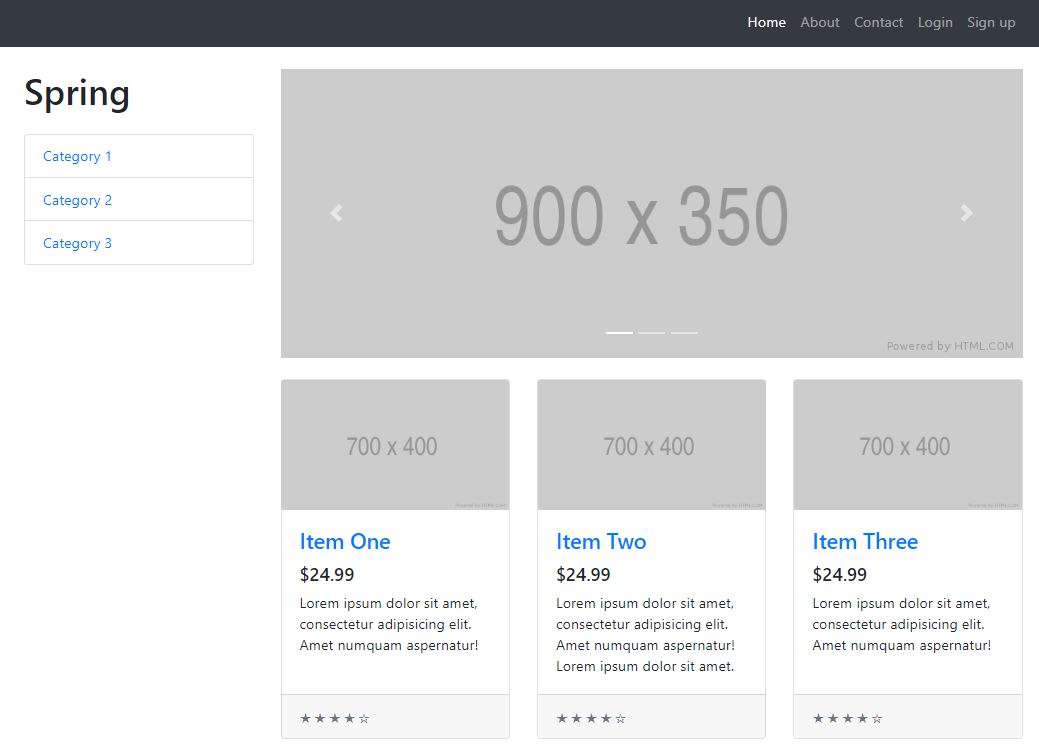 Home About Contact Login Sign up
Spring
Category 1
Category 2
Category 3
900 x 350
Powered by HTML.COM
700 x 400
Powered by HTML.COM
Item One
$24.99
Lorem ipsum dolor sit amet,
consectetur adipisicing elit.
Amet numquam aspernatur!
★ ★ ★ ★ ☆
700 x 400
Powered by HTML.COM
Item Two
$24.99
Lorem ipsum dolor sit amet,
consectetur adipisicing elit.
Amet numquam aspernatur!
Lorem ipsum dolor sit amet.
★ ★ ★ ★ ☆
700 x 400
Powered by HTML.COM
Item Three
$24.99
Lorem ipsum dolor sit amet,
consectetur adipisicing elit.
Amet numquam aspernatur!
★ ★ ★ ★ ☆